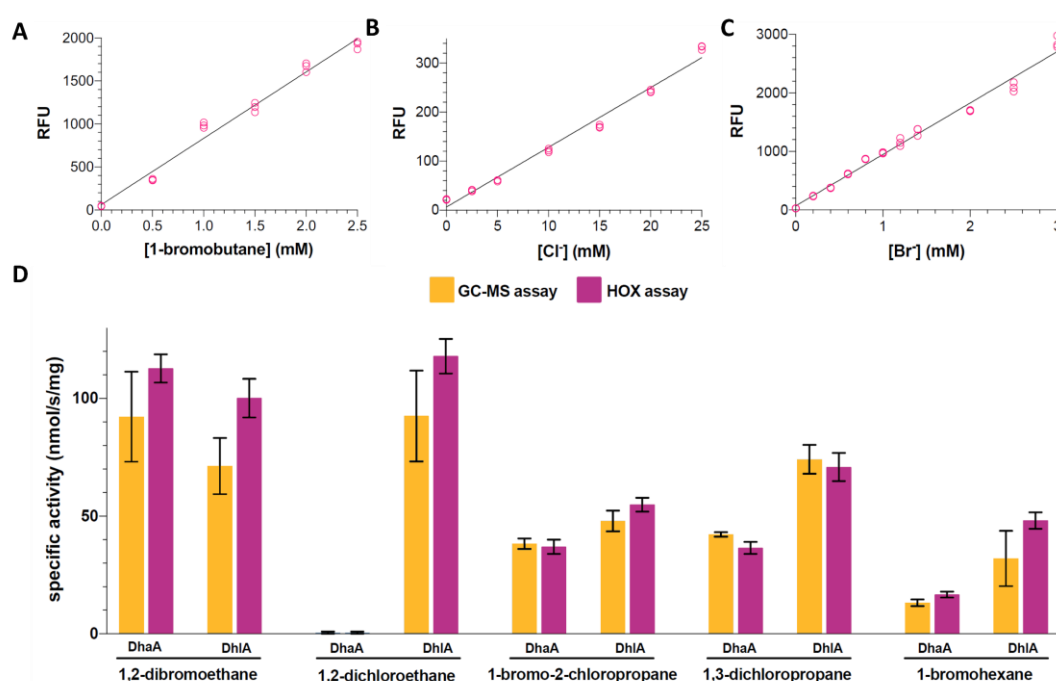 A
RFU
2000
1500
1000
500
0
0.0
0.5
1.0
1.5
2.0
2.5
[1-bromobutane] (mM)
B
RFU
300
200
100
0
0
5
10
15
20
25
[Cl⁻] (mM)
C
RFU
3000
2000
1000
0
0
1
2
3
[Br⁻] (mM)
D
GC-MS assay
HOX assay
specific activity (nmol/s/mg)
100
50
0
DhaA DhlA DhaA DhlA DhaA DhlA DhaA DhlA DhaA DhlA
1,2-dibromoethane 1,2-dichloroethane 1-bromo-2-chloropropane 1,3-dichloropropane 1-bromohexane